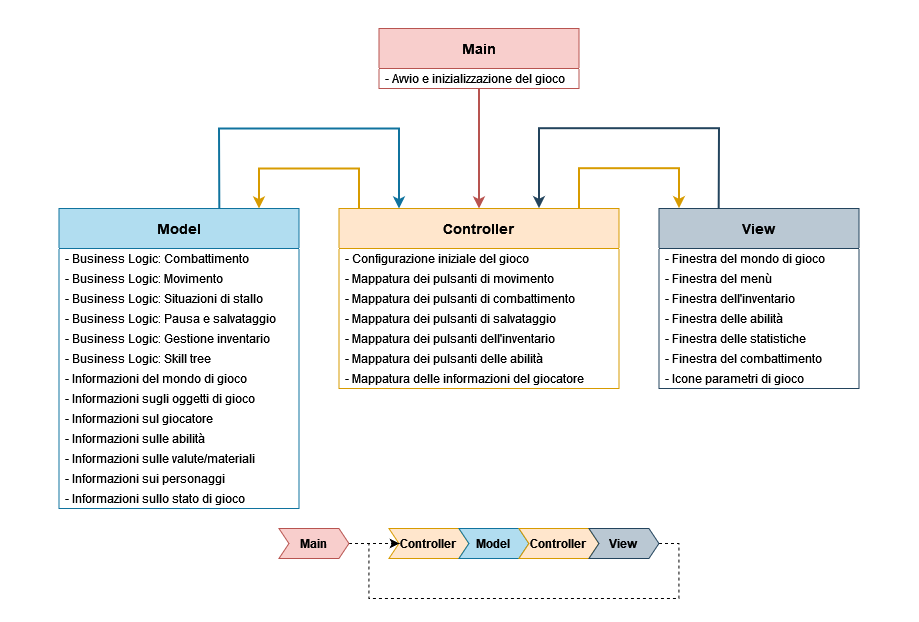 Main
- Avvio e inizializzazione del gioco
Model
- Business Logic: Combattimento
- Business Logic: Movimento
- Business Logic: Situazioni di stallo
- Business Logic: Pausa e salvataggio
- Business Logic: Gestione inventario
- Business Logic: Skill tree
- Informazioni del mondo di gioco
- Informazioni sugli oggetti di gioco
- Informazioni sul giocatore
- Informazioni sulle abilità
- Informazioni sulle valute/materiali
- Informazioni sui personaggi
- Informazioni sullo stato di gioco
Controller
- Configurazione iniziale del gioco
- Mappatura dei pulsanti di movimento
- Mappatura dei pulsanti di combattimento
- Mappatura dei pulsanti di salvataggio
- Mappatura dei pulsanti dell'inventario
- Mappatura dei pulsanti delle abilità
- Mappatura delle informazioni del giocatore
View
- Finestra del mondo di gioco
- Finestra del menù
- Finestra dell'inventario
- Finestra delle abilità
- Finestra delle statistiche
- Finestra del combattimento
- Icone parametri di gioco
Main
Controller
Model
Controller
View